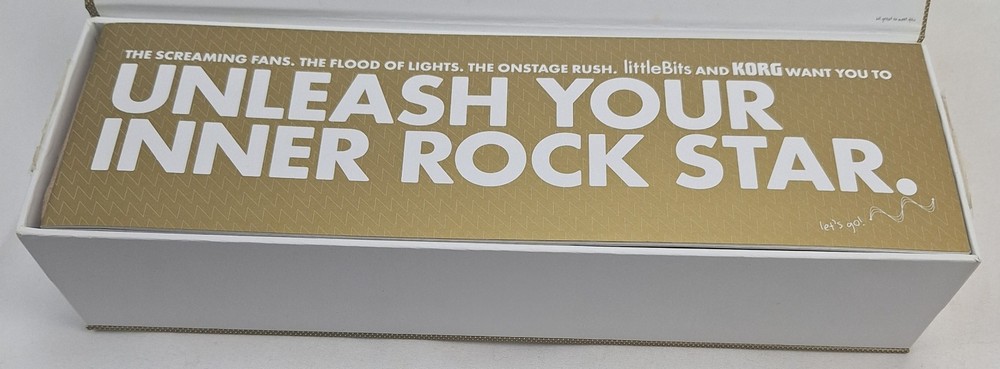 THE SCREAMING FANS. THE FLOOD OF LIGHTS. THE ONSTAGE RUSH. littleBits AND KORG WANT YOU TO
UNLEASH YOUR
INNER ROCK STAR.
let's go!